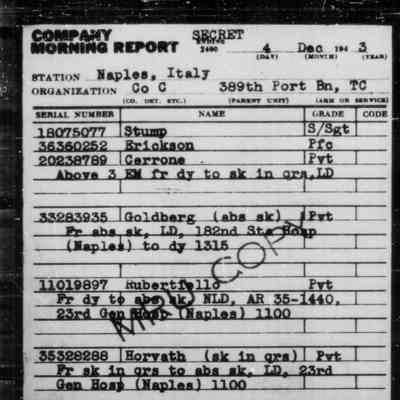 COMPANY
MORNING REPORT
SECRET
ENDING
2400 4 Dec 194 3
(DAY) (MONTH) (YEAR)
STATION Naples, Italy
ORGANIZATION Co C 389th Port Bn, TC
(CO. DET. ETC.) (PARENT UNIT) (ARM OR SERVICE)
SERIAL NUMBER NAME GRADE CODE
18075077 Stump S/Sgt
36360252 Erickson Pfc
20238789 Cerrone Pvt
Above 3 EM fr dy to sk in qrs,LD
33283935 Goldberg (abs sk) Pvt
Fr abs sk, LD, 182nd Sta Hosp
(Naples) to dy 1315
11019897 Rubertiello Pvt
Fr dy to abs sk, NLD, AR 35-1440,
23rd Gen Hosp (Naples) 1100
35328288 Horvath (sk in qrs) Pvt
Fr sk in qrs to abs sk, LD, 23rd
Gen Hosp (Naples) 1100
COPY